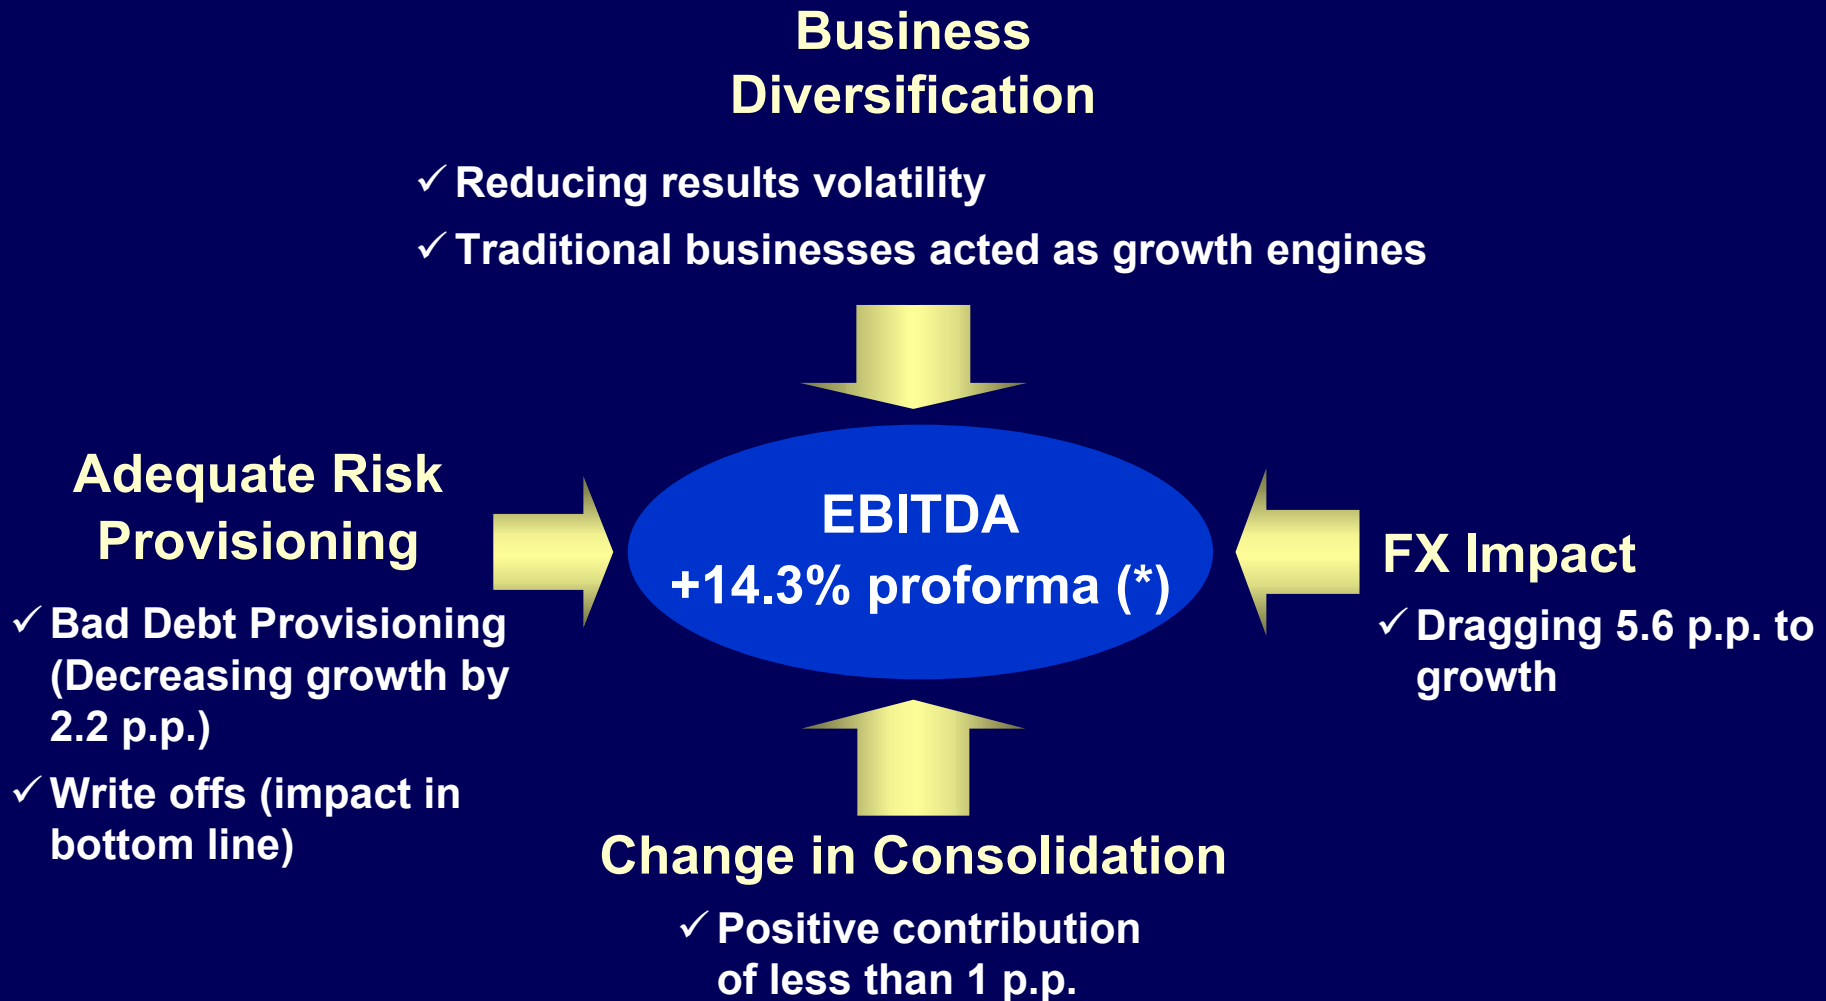 Business
Diversification
✓ Reducing results volatility
✓ Traditional businesses acted as growth engines
Adequate Risk
Provisioning
✓ Bad Debt Provisioning
(Decreasing growth by
2.2 p.p.)
✓ Write offs (impact in
bottom line)
EBITDA
+14.3% proforma (*)
FX Impact
✓ Dragging 5.6 p.p. to
growth
Change in Consolidation
✓ Positive contribution
of less than 1 p.p.